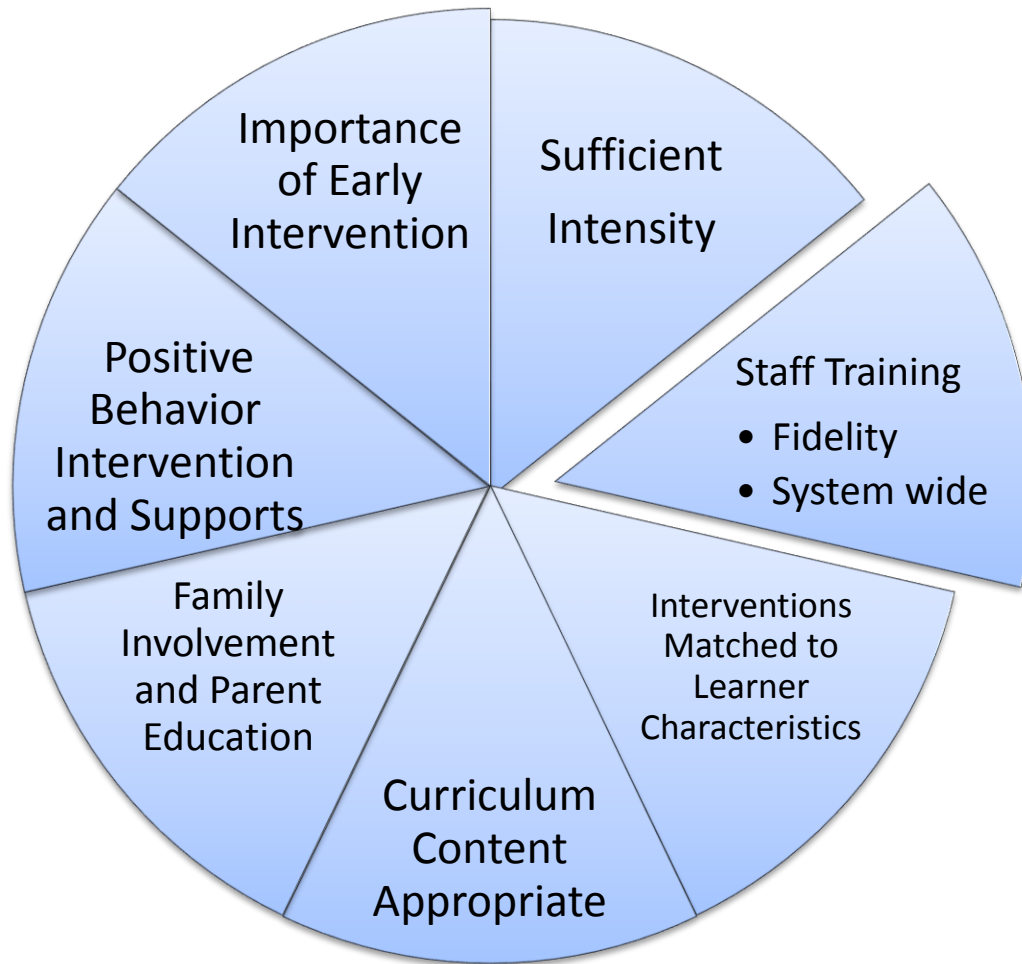 Importance
of Early
Intervention
Sufficient
Intensity
Staff Training
• Fidelity
• System wide
Interventions
Matched to
Learner
Characteristics
Curriculum
Content
Appropriate
Family
Involvement
and Parent
Education
Positive
Behavior
Intervention
and Supports